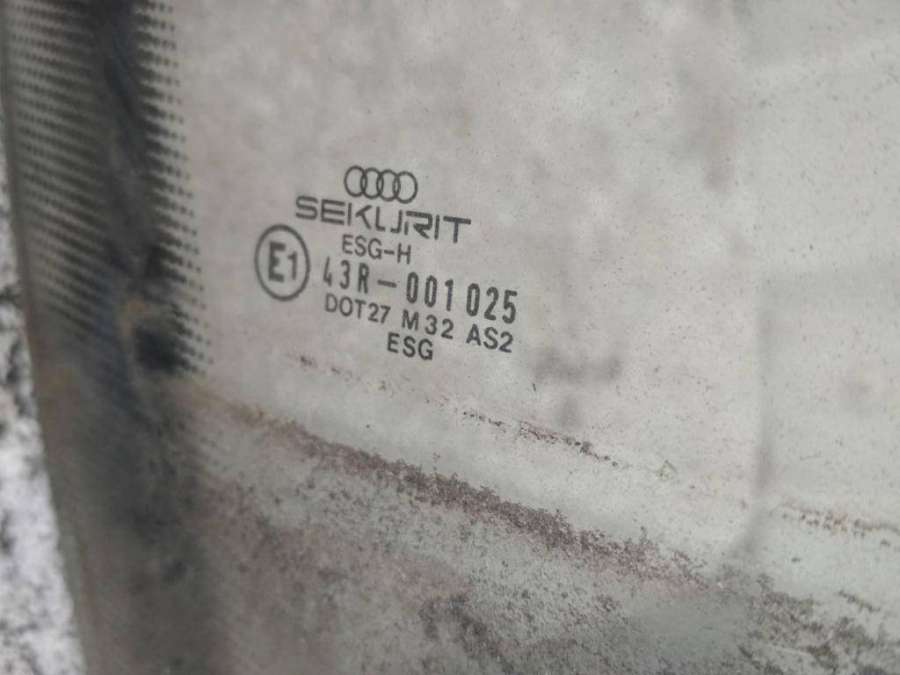 SEKURIT
ESG-H
E1 43R-001025
DOT27 M32 AS2
ESG